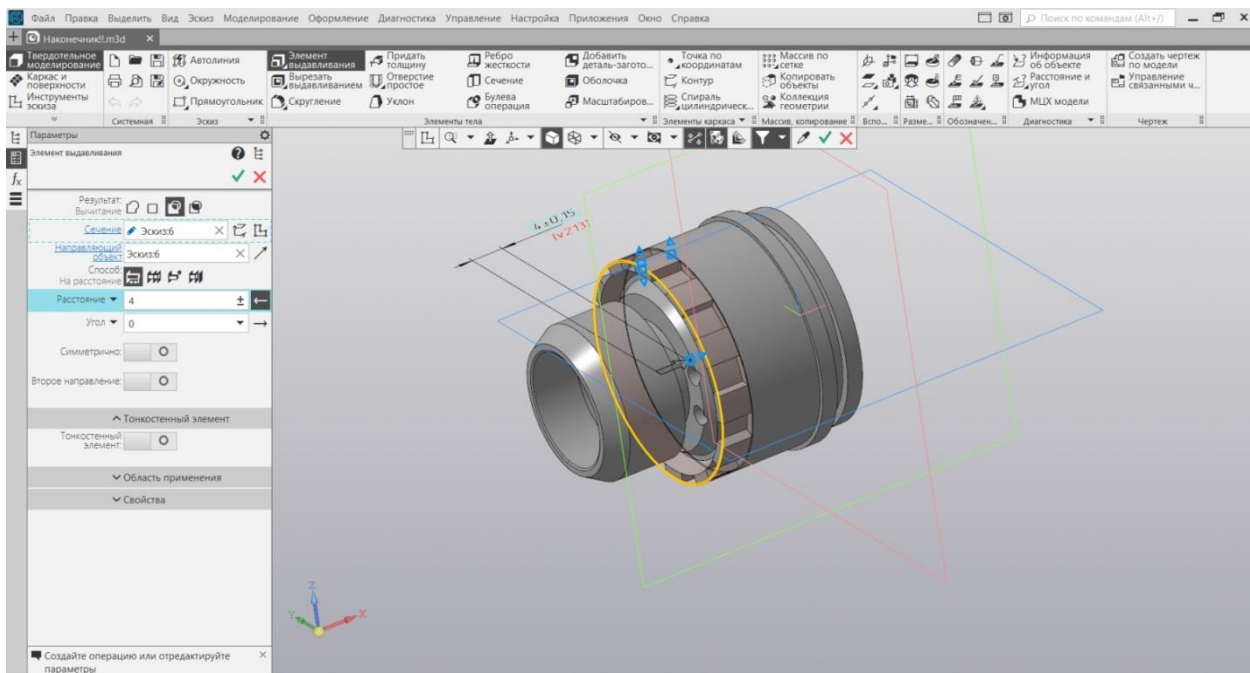 Файл Правка Выделить Вид Эскиз Моделирование Оформление Диагностика Управление Настройка Приложения Окно Справка
Поиск по командам (Alt+/)
Наконечник!!.m3d
Твердотельное моделирование
Каркас и поверхности
Инструменты эскиза
Системная
Автолиния
Окружность
Прямоугольник
Эскиз
Элемент выдавливания
Вырезать выдавливанием
Скругление
Придать толщину
Отверстие простое
Уклон
Ребро жесткости
Сечение
Булева операция
Добавить деталь-загото...
Оболочка
Масштабиров...
Элементы тела
Точка по координатам
Контур
Спираль цилиндрическ...
Элементы каркаса
Массив по сетке
Копировать объекты
Коллекция геометрии
Массив, копирование
Вспо...
Разме...
Обозначен...
Информация об объекте
Расстояние и угол
МЦХ модели
Диагностика
Создать чертеж по модели
Управление связанными ч...
Чертеж
Параметры
Элемент выдавливания
Результат:
Вычитание
Сечение Эскиз:6
Направляющий объект Эскиз:6
Способ:
На расстояние
Расстояние 4
Угол 0
Симметрично:
Второе направление:
Тонкостенный элемент
Тонкостенный элемент:
Область применения
Свойства
4±0,15
(v213)
Z
Y
X
Создайте операцию или отредактируйте
параметры